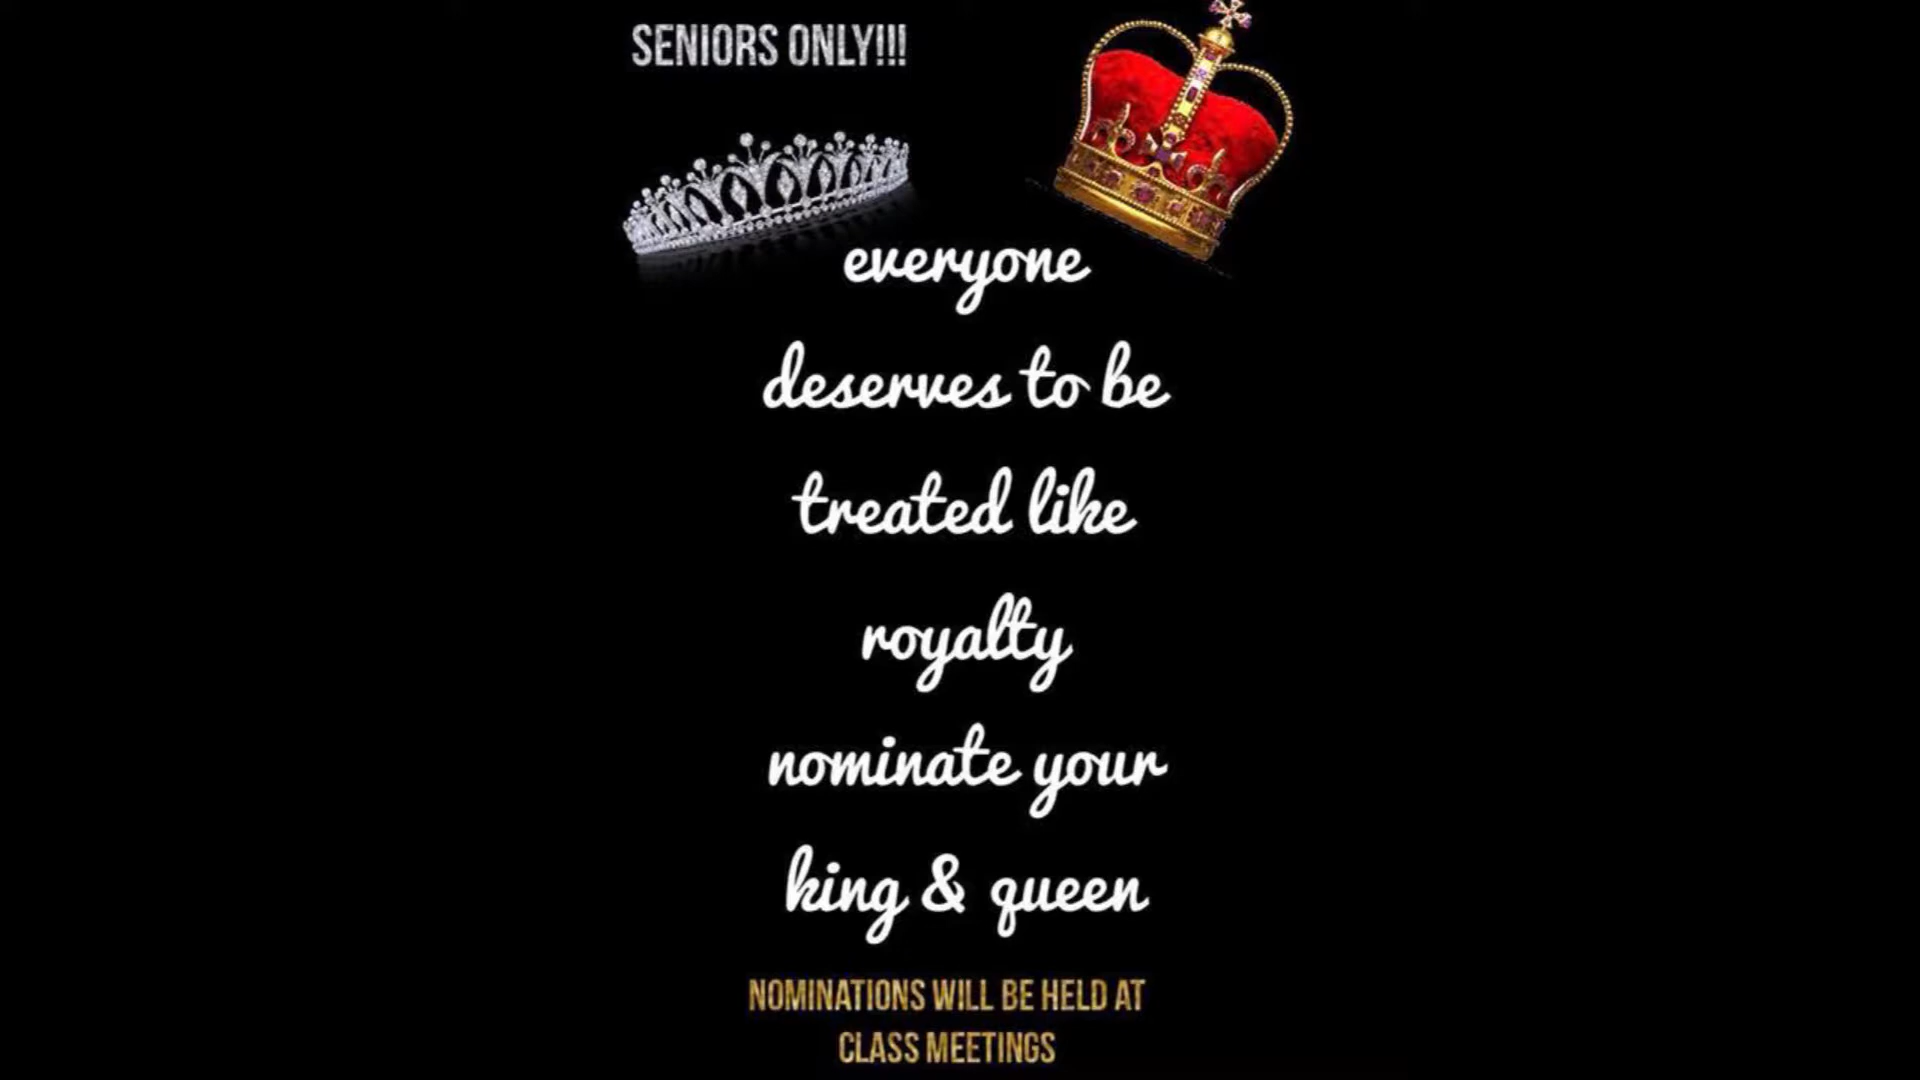 SENIORS ONLY!!!
everyone
deserves to be
treated like
royalty
nominate your
king & queen
NOMINATIONS WILL BE HELD AT
CLASS MEETINGS